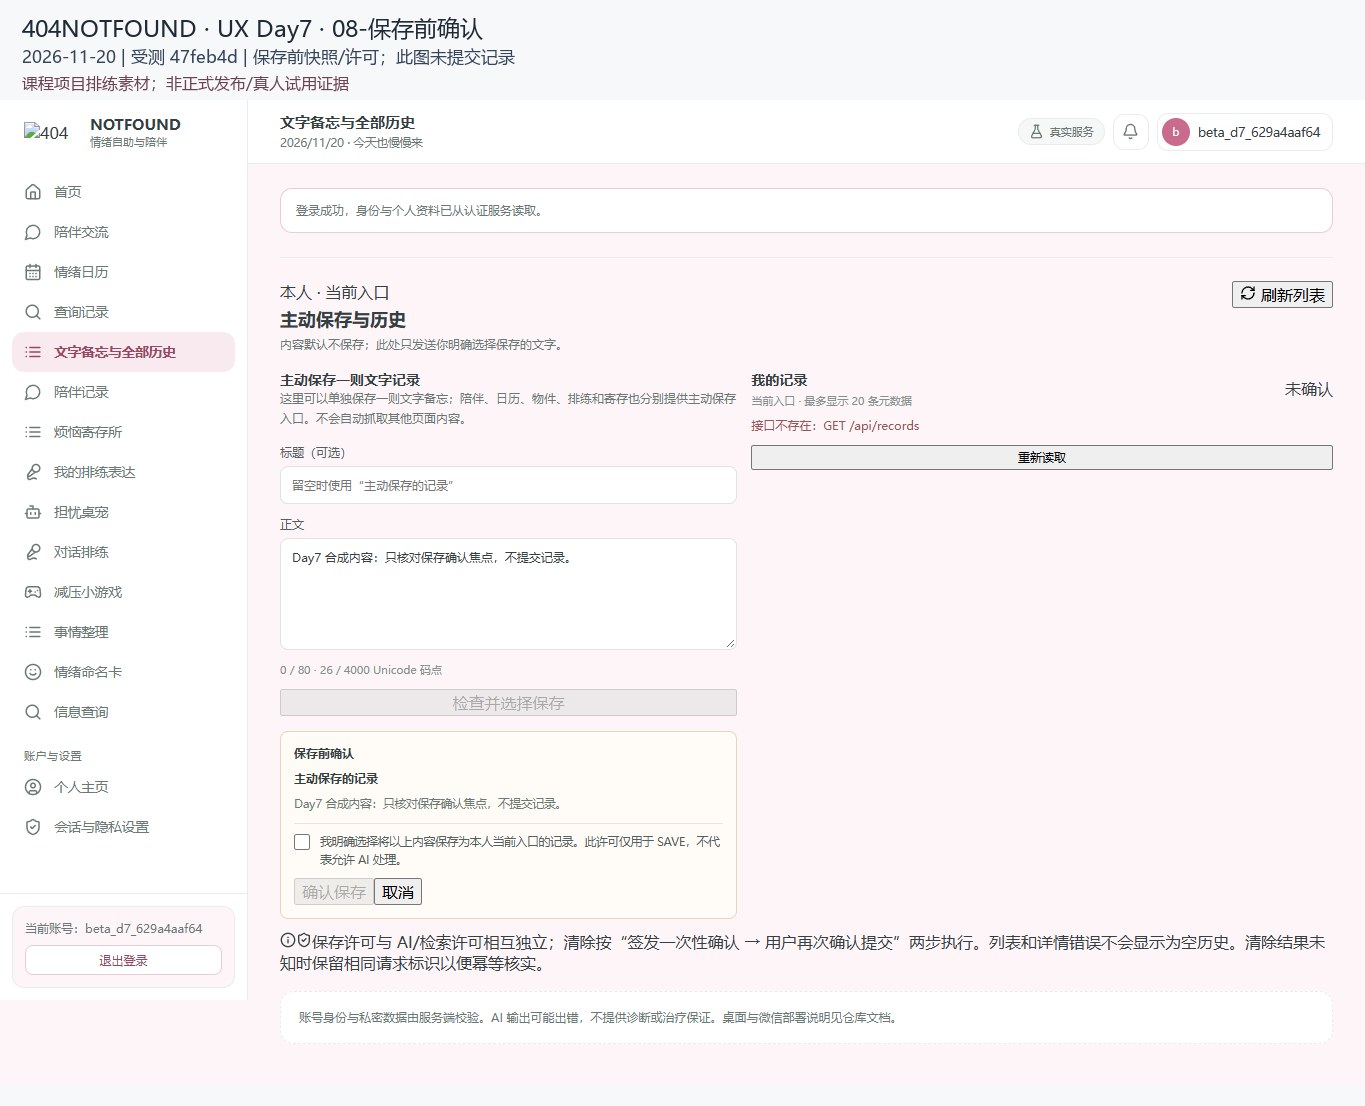 404NOTFOUND · UX Day7 · 08-保存前确认
2026-11-20 | 受测 47feb4d | 保存前快照/许可；此图未提交记录
课程项目排练素材；非正式发布/真人试用证据
404
NOTFOUND
情绪自助与陪伴
首页
陪伴交流
情绪日历
查询记录
文字备忘与全部历史
陪伴记录
烦恼寄存所
我的排练表达
担忧桌宠
对话排练
减压小游戏
事情整理
情绪命名卡
信息查询
账户与设置
个人主页
会话与隐私设置
当前账号：beta_d7_629a4aaf64
退出登录
文字备忘与全部历史
2026/11/20 · 今天也慢慢来
真实服务
b
beta_d7_629a4aaf64
登录成功，身份与个人资料已从认证服务读取。
本人 · 当前入口
刷新列表
主动保存与历史
内容默认不保存；此处只发送你明确选择保存的文字。
主动保存一则文字记录
这里可以单独保存一则文字备忘；陪伴、日历、物件、排练和寄存也分别提供主动保存
入口。不会自动抓取其他页面内容。
标题（可选）
留空时使用“主动保存的记录”
正文
Day7 合成内容：只核对保存确认焦点，不提交记录。
0 / 80 · 26 / 4000 Unicode 码点
检查并选择保存
保存前确认
主动保存的记录
Day7 合成内容：只核对保存确认焦点，不提交记录。
我明确选择将以上内容保存为本人当前入口的记录。此许可仅用于 SAVE，不代
表允许 AI 处理。
确认保存
取消
我的记录
当前入口 · 最多显示 20 条元数据
未确认
接口不存在：GET /api/records
重新读取
保存许可与 AI/检索许可相互独立；清除按“签发一次性确认 → 用户再次确认提交”两步执行。列表和详情错误不会显示为空历史。清除结果未
知时保留相同请求标识以便幂等核实。
账号身份与私密数据由服务端校验。AI 输出可能出错，不提供诊断或治疗保证。桌面与微信部署说明见仓库文档。